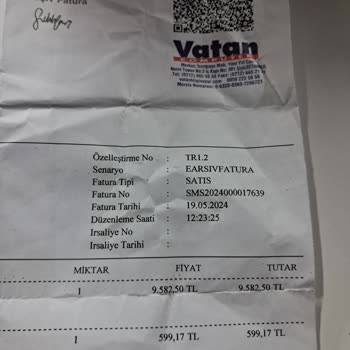 Fatura
Vatan
COMPUTER
Özelleştirme No : TR1.2
Senaryo : EARSIVFATURA
Fatura Tipi : SATIS
Fatura No : SMS2024000017639
Fatura Tarihi : 19.05.2024
Düzenleme Saati : 12:23:25
Irsaliye No :
Irsaliye Tarihi :
MİKTAR FİYAT TUTAR
1 9.582,50 TL 9.582,50 TL
1 599,17 TL 599,17 TL